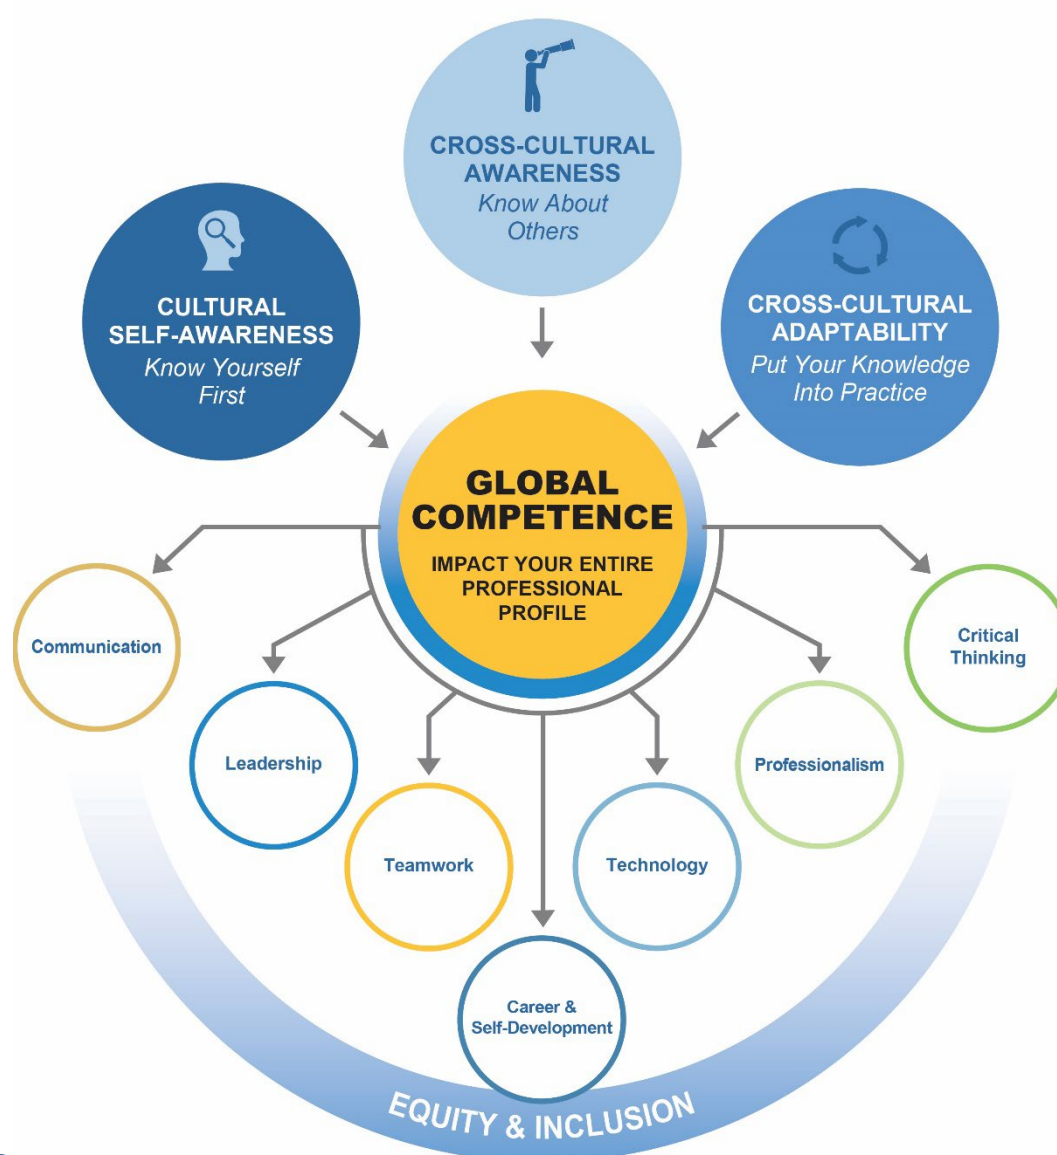 CROSS-CULTURAL
AWARENESS
Know About
Others
CULTURAL
SELF-AWARENESS
Know Yourself
First
CROSS-CULTURAL
ADAPTABILITY
Put Your Knowledge
Into Practice
GLOBAL
COMPETENCE
IMPACT YOUR ENTIRE
PROFESSIONAL
PROFILE
Communication
Leadership
Teamwork
Career &
Self-Development
Technology
Professionalism
Critical
Thinking
EQUITY & INCLUSION